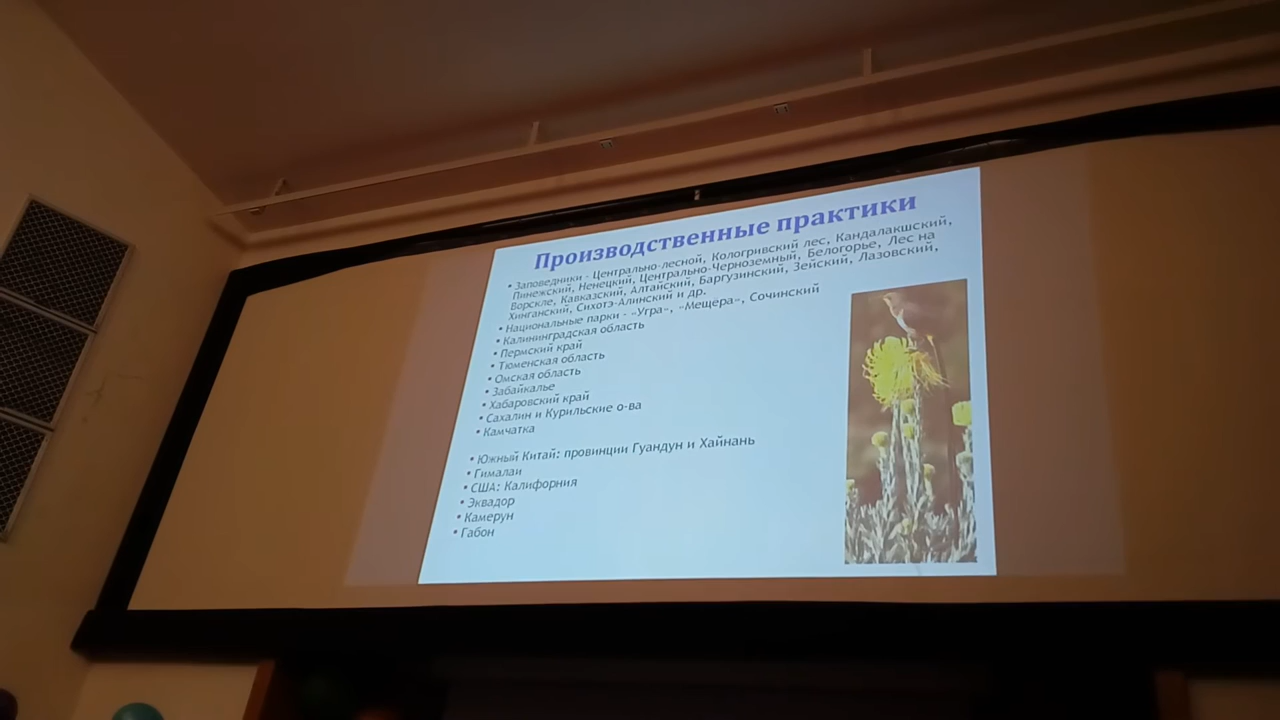 Производственные практики
• Заповедники - Центрально-лесной, Кологривский лес, Кандалакшский,
Пинежский, Ненецкий, Центрально-Черноземный, Белогорье, Лес на
Ворскле, Кавказский, Алтайский, Баргузинский, Зейский, Лазовский,
Хинганский, Сихотэ-Алинский и др.
• Национальные парки - «Угра», «Мещёра», Сочинский
• Калининградская область
• Пермский край
• Тюменская область
• Омская область
• Забайкалье
• Хабаровский край
• Сахалин и Курильские о-ва
• Камчатка
• Южный Китай: провинции Гуандун и Хайнань
• Гималаи
• США: Калифорния
• Эквадор
• Камерун
• Габон